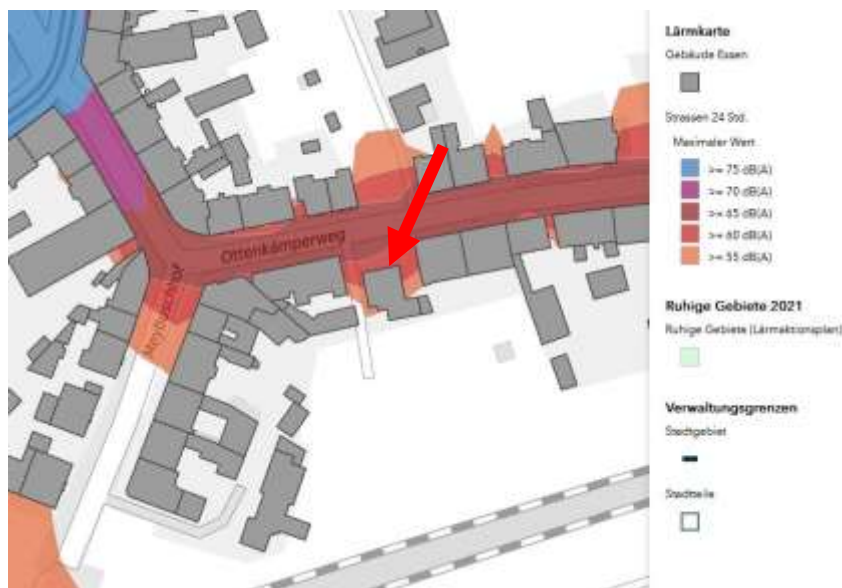 Ottenkämperweg
Meybuschhof
Lärmkarte
Gebäude Essen
Strassen 24 Std.
Maximaler Wert
>= 75 dB(A)
>= 70 dB(A)
>= 65 dB(A)
>= 60 dB(A)
>= 55 dB(A)
Ruhige Gebiete 2021
Ruhige Gebiete (Lärmaktionsplan)
Verwaltungsgrenzen
Stadtgebiet
Stadtteile